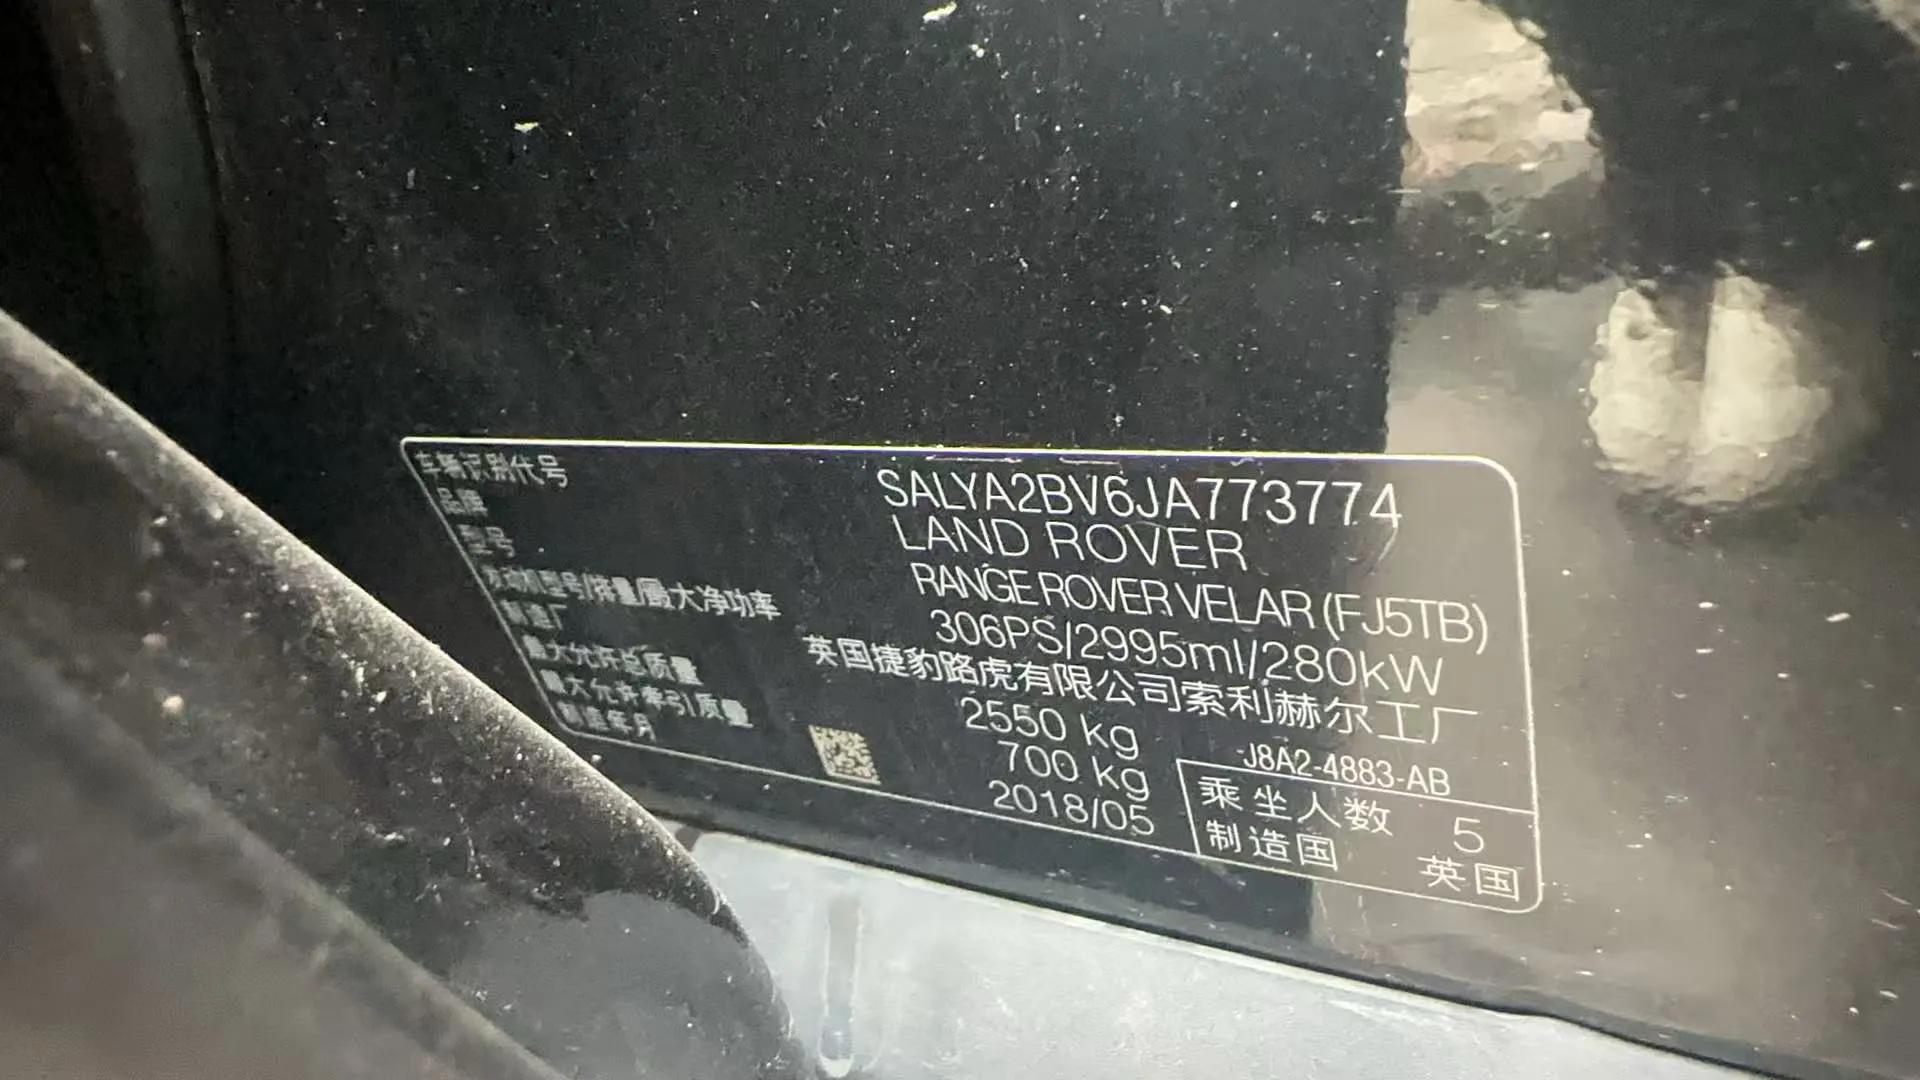 车辆识别代号 SALYA2BV6JA773774
品牌 LAND ROVER
型号 RANGE ROVER VELAR (FJ5TB)
发动机型号/排量/最大净功率 306PS/2995ml/280kW
制造厂 英国捷豹路虎有限公司索利赫尔工厂
最大允许总质量 2550 kg
最大允许牵引质量 700 kg
制造年月 2018/05
J8A2-4883-AB
乘坐人数 5
制造国 英国